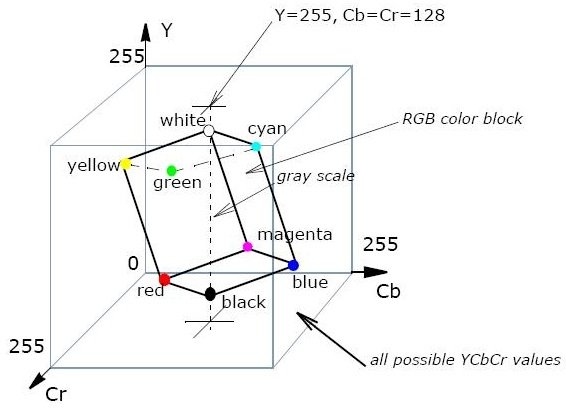 Y=255, Cb=Cr=128
Y
255
white
cyan
RGB color block
yellow
green
gray scale
magenta
255
0
red
black
blue
Cb
255
all possible YCbCr values
Cr